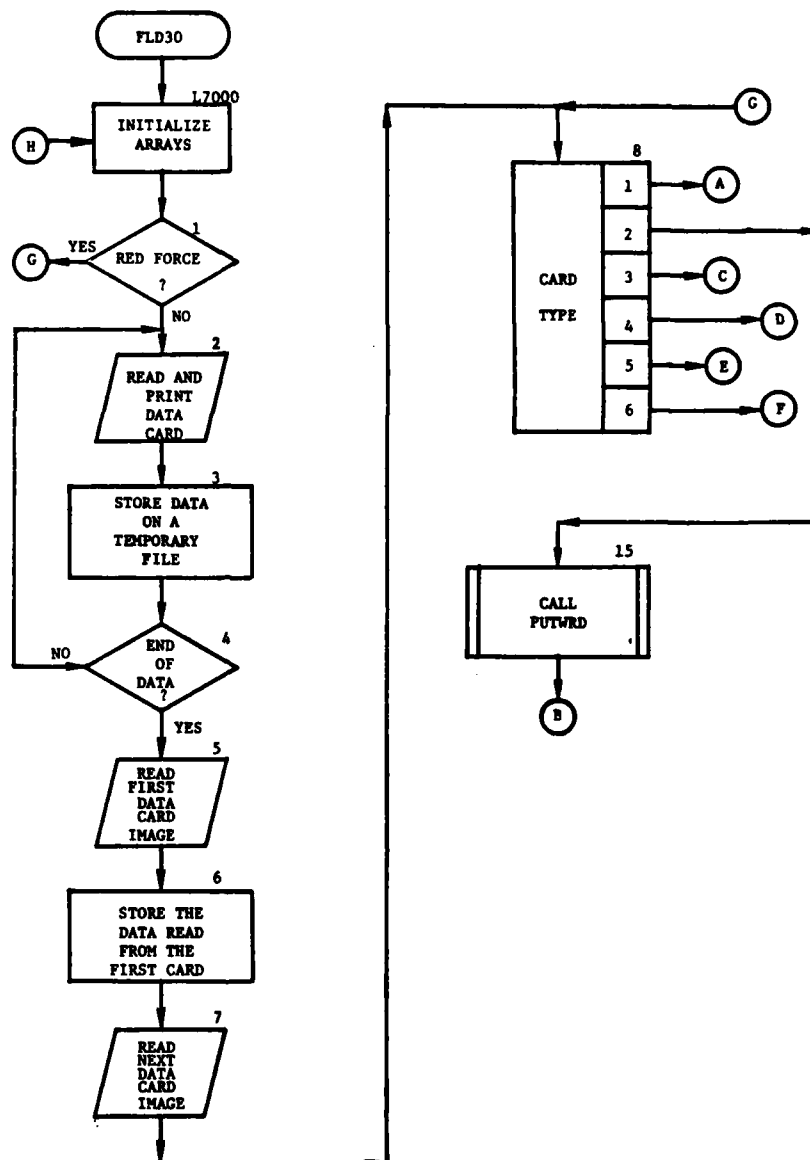 FLD30
L7000
INITIALIZE
ARRAYS
H
1
YES
G
RED FORCE
?
NO
2
READ AND
PRINT
DATA
CARD
3
STORE DATA
ON A
TEMPORARY
FILE
4
NO
END
OF
DATA
?
YES
5
READ
FIRST
DATA
CARD
IMAGE
6
STORE THE
DATA READ
FROM THE
FIRST CARD
7
READ
NEXT
DATA
CARD
IMAGE
G
8
CARD
TYPE
1
A
2
3
C
4
D
5
E
6
F
15
CALL
PUTWRD
B